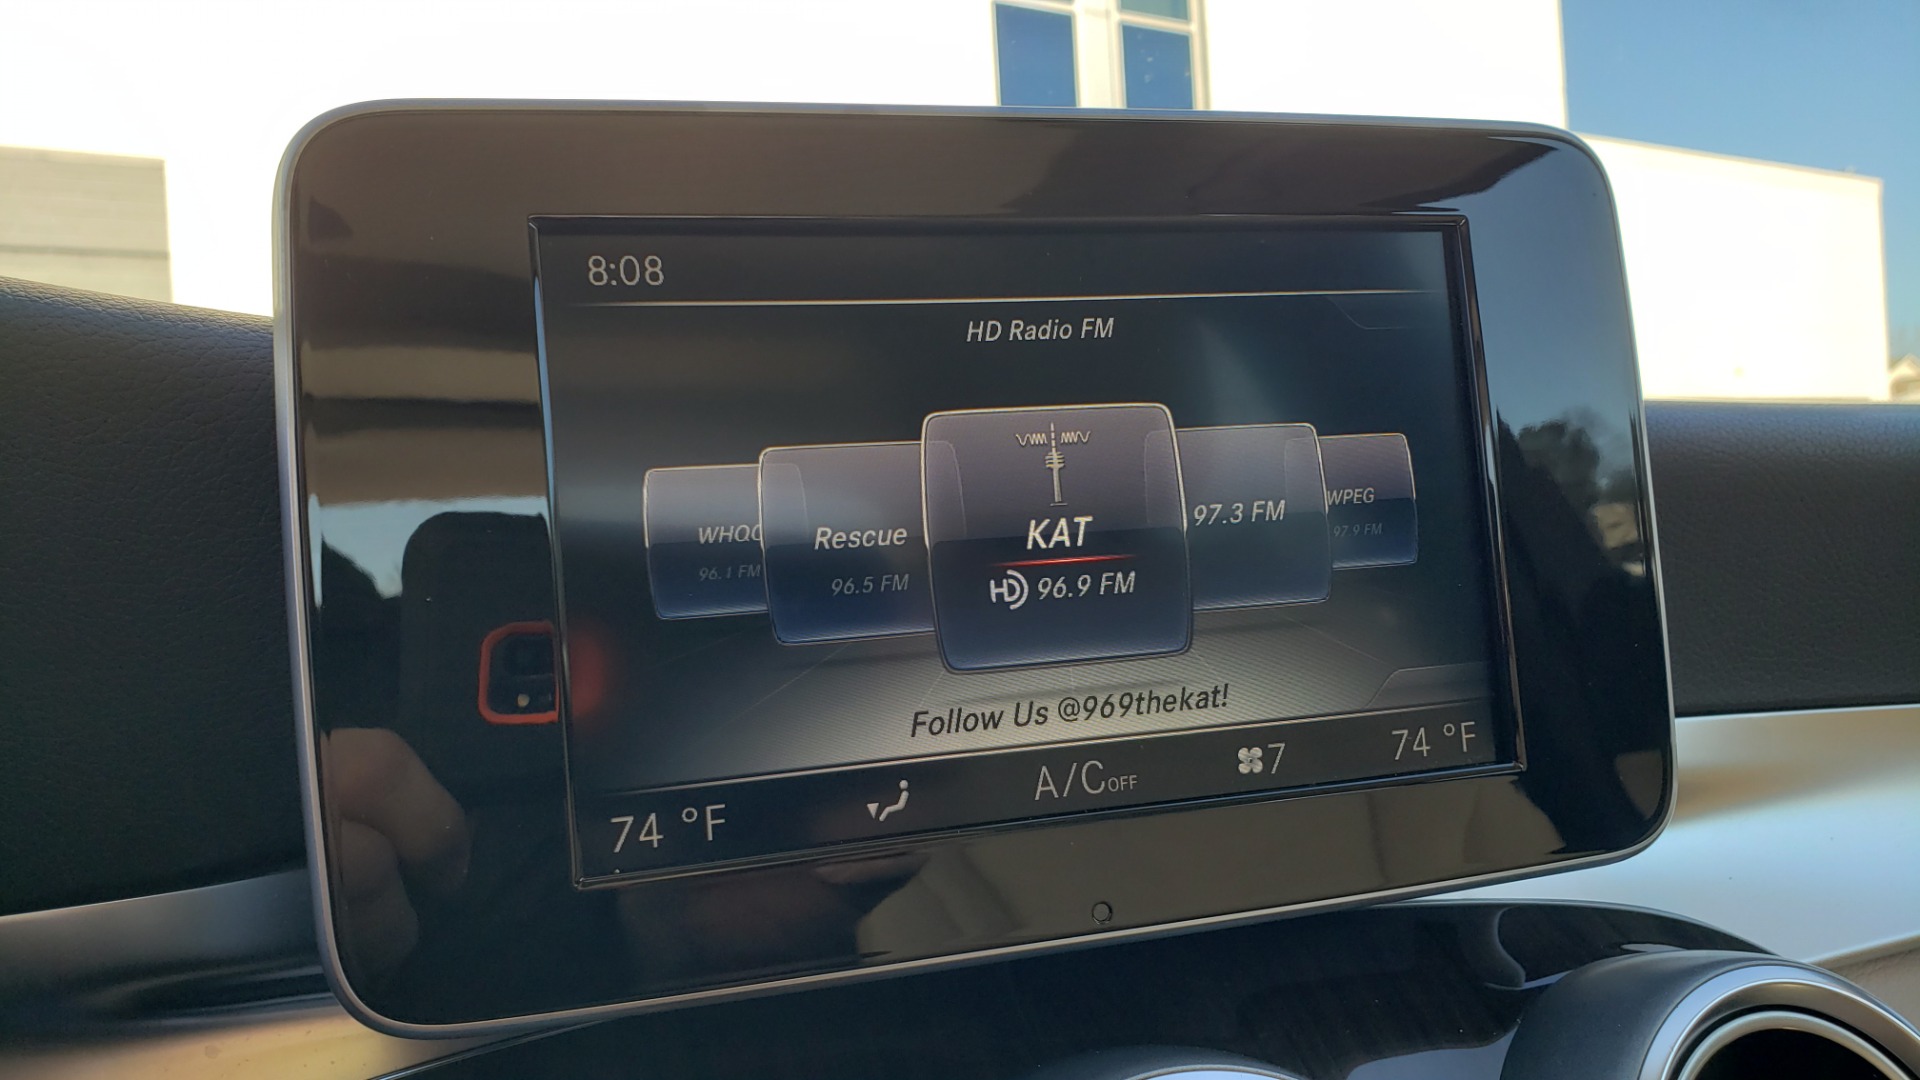 8:08
HD Radio FM
WHQC
96.1 FM
Rescue
96.5 FM
KAT
HD 96.9 FM
97.3 FM
WPEG
97.9 FM
Follow Us @969thekat!
74 °F
A/C OFF
7
74 °F